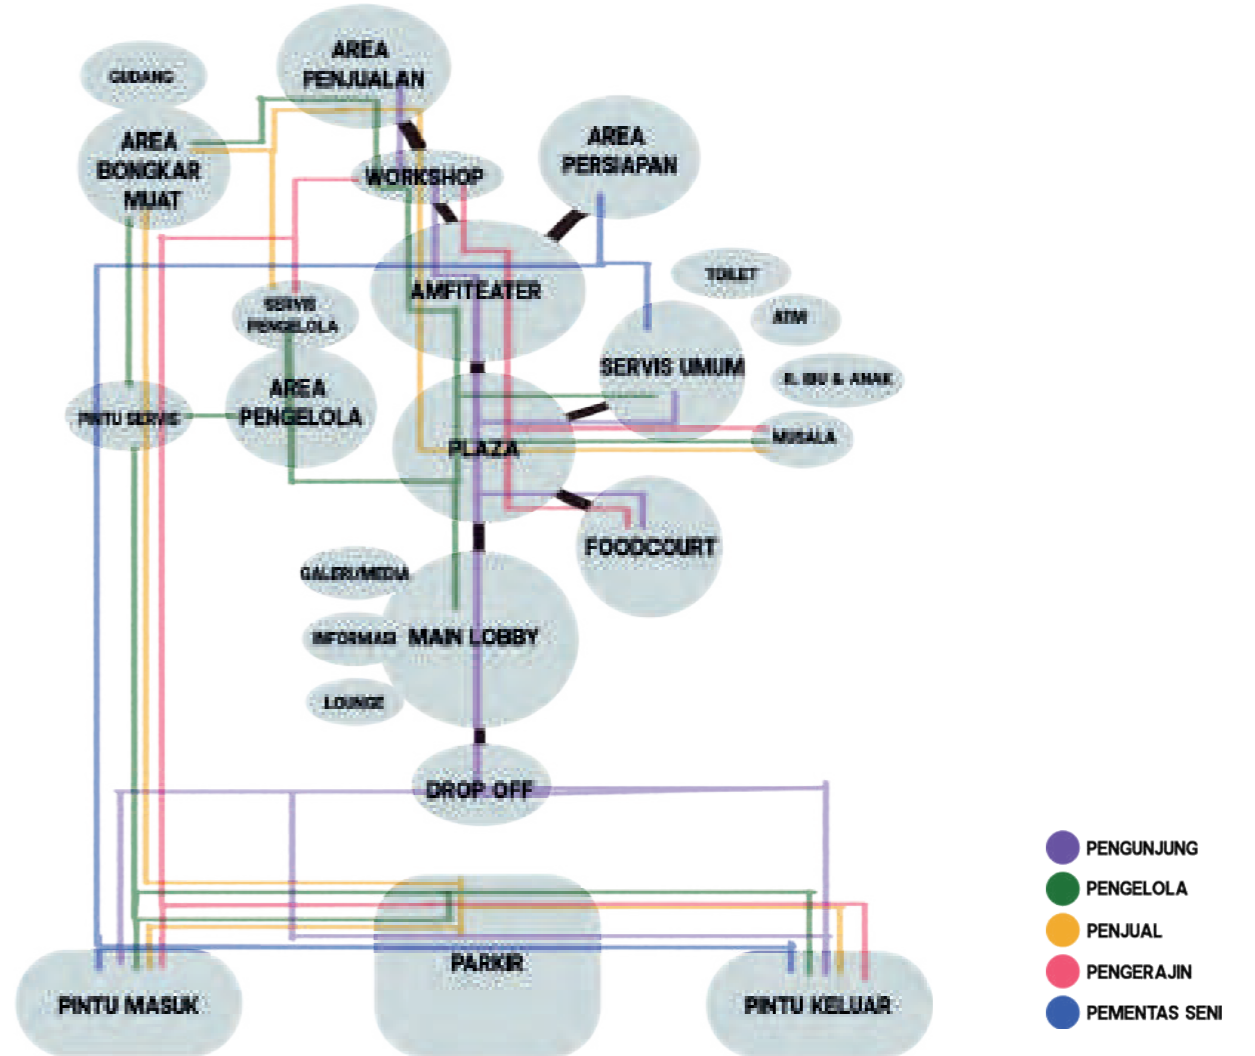 AREA
PENJUALAN
GUDANG
AREA
BONGKAR
MUAT
AREA
PERSIAPAN
WORKSHOP
TOILET
AMFITEATER
SERVIS
PENGELOLA
ATM
SERVIS UMUM
R. IBU & ANAK
AREA
PENGELOLA
PINTU SERVIS
PLAZA
MUSALA
FOODCOURT
GALERI/MEDIA
INFORMASI
MAIN LOBBY
LOUNGE
DROP OFF
PARKIR
PINTU MASUK
PINTU KELUAR
PENGUNJUNG
PENGELOLA
PENJUAL
PENGERAJIN
PEMENTAS SENI